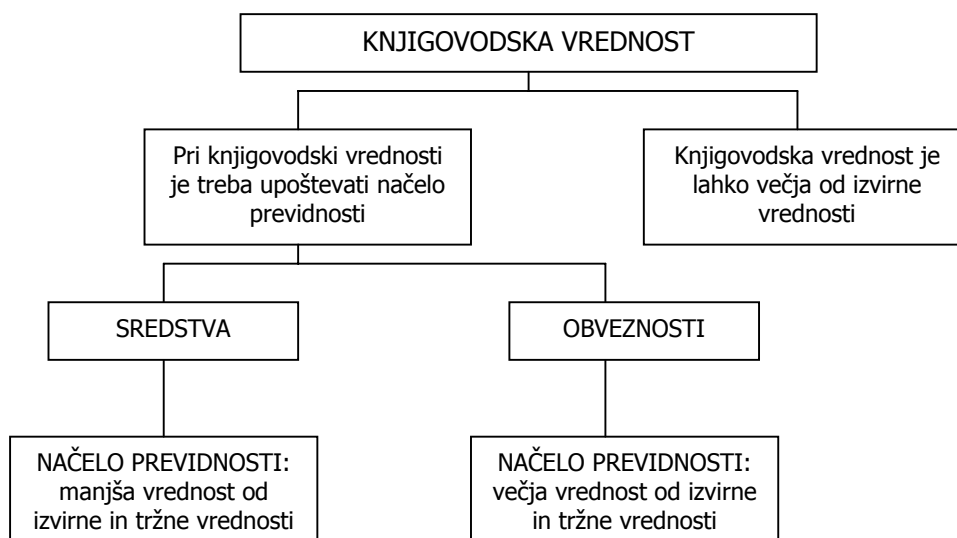 KNJIGOVODSKA VREDNOST
Pri knjigovodski vrednosti
je treba upoštevati načelo
previdnosti
Knjigovodska vrednost je
lahko večja od izvirne
vrednosti
SREDSTVA
OBVEZNOSTI
NAČELO PREVIDNOSTI:
manjša vrednost od
izvirne in tržne vrednosti
NAČELO PREVIDNOSTI:
večja vrednost od izvirne
in tržne vrednosti